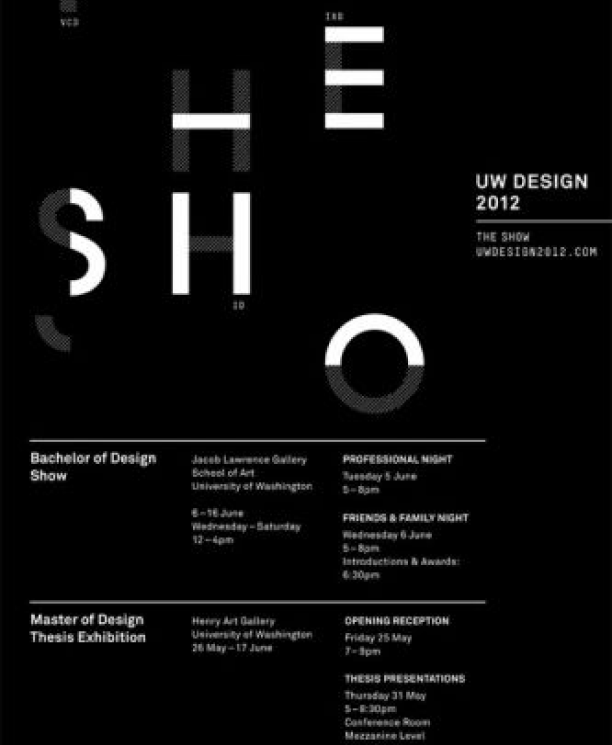 VCD
IXD
H
E
UW DESIGN
2012
THE SHOW
UWDESIGN2012.COM
S
H
ID
O
Bachelor of Design
Show
Jacob Lawrence Gallery
School of Art
University of Washington
6–16 June
Wednesday – Saturday
12–4pm
PROFESSIONAL NIGHT
Tuesday 5 June
5–8pm
FRIENDS & FAMILY NIGHT
Wednesday 6 June
5–8pm
Introductions & Awards:
6:30pm
Master of Design
Thesis Exhibition
Henry Art Gallery
University of Washington
26 May – 17 June
OPENING RECEPTION
Friday 25 May
7–9pm
THESIS PRESENTATIONS
Thursday 31 May
5–8:30pm
Conference Room
Mezzanine Level